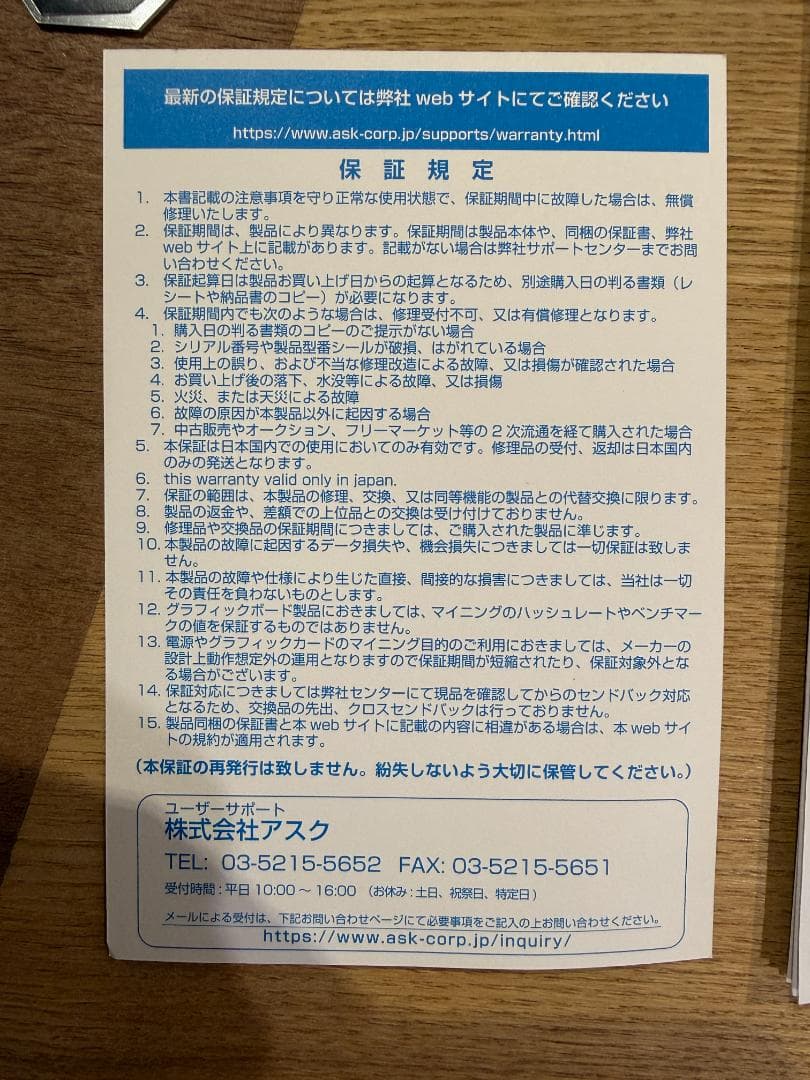 最新の保証規定については弊社 web サイトにてご確認ください
https://www.ask-corp.jp/supports/warranty.html
保 証 規 定
1. 本書記載の注意事項を守り正常な使用状態で、保証期間中に故障した場合は、無償
修理いたします。
2. 保証期間は、製品により異なります。保証期間は製品本体や、同梱の保証書、弊社
web サイト上に記載があります。記載がない場合は弊社サポートセンターまでお問
い合わせください。
3. 保証起算日は製品お買い上げ日からの起算となるため、別途購入日の判る書類（レ
シートや納品書のコピー）が必要になります。
4. 保証期間内でも次のような場合は、修理受付不可、又は有償修理となります。
1. 購入日の判る書類のコピーのご提示がない場合
2. シリアル番号や製品型番シールが破損、はがれている場合
3. 使用上の誤り、および不当な修理改造による故障、又は損傷が確認された場合
4. お買い上げ後の落下、水没等による故障、又は損傷
5. 火災、または天災による故障
6. 故障の原因が本製品以外に起因する場合
7. 中古販売やオークション、フリーマーケット等の 2 次流通を経て購入された場合
5. 本保証は日本国内での使用においてのみ有効です。修理品の受付、返却は日本国内
のみの発送となります。
6. this warranty valid only in japan.
7. 保証の範囲は、本製品の修理、交換、又は同等機能の製品との代替交換に限ります。
8. 製品の返金や、差額での上位品との交換は受け付けておりません。
9. 修理品や交換品の保証期間につきましては、ご購入された製品に準じます。
10. 本製品の故障に起因するデータ損失や、機会損失につきましては一切保証は致しま
せん。
11. 本製品の故障や仕様により生じた直接、間接的な損害につきましては、当社は一切
その責任を負わないものとします。
12. グラフィックボード製品におきましては、マイニングのハッシュレートやベンチマー
クの値を保証するものではありません。
13. 電源やグラフィックカードのマイニング目的のご利用におきましては、メーカーの
設計上動作想定外の運用となりますので保証期間が短縮されたり、保証対象外とな
る場合がございます。
14. 保証対応につきましては弊社センターにて現品を確認してからのセンドバック対応
となるため、交換品の先出、クロスセンドバックは行っておりません。
15. 製品同梱の保証書と本 web サイトに記載の内容に相違がある場合は、本 web サイ
トの規約が適用されます。
（本保証の再発行は致しません。紛失しないよう大切に保管してください。）
ユーザーサポート
株式会社アスク
TEL: 03-5215-5652 FAX: 03-5215-5651
受付時間 : 平日 10:00 ～ 16:00 （お休み : 土日、祝祭日、特定日）
メールによる受付は、下記お問い合わせページにて必要事項をご記入の上お問い合わせください。
https://www.ask-corp.jp/inquiry/